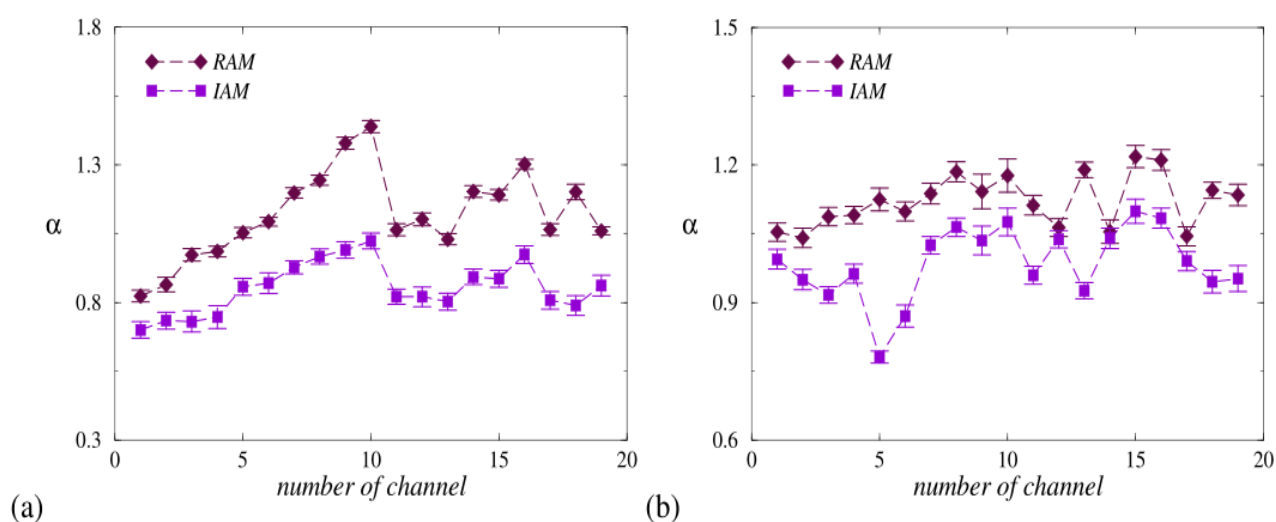 1.8
RAM
IAM
1.3
α
0.8
0.3
0 5 10 15 20
number of channel
(a)
1.5
RAM
IAM
1.2
α
0.9
0.6
0 5 10 15 20
number of channel
(b)